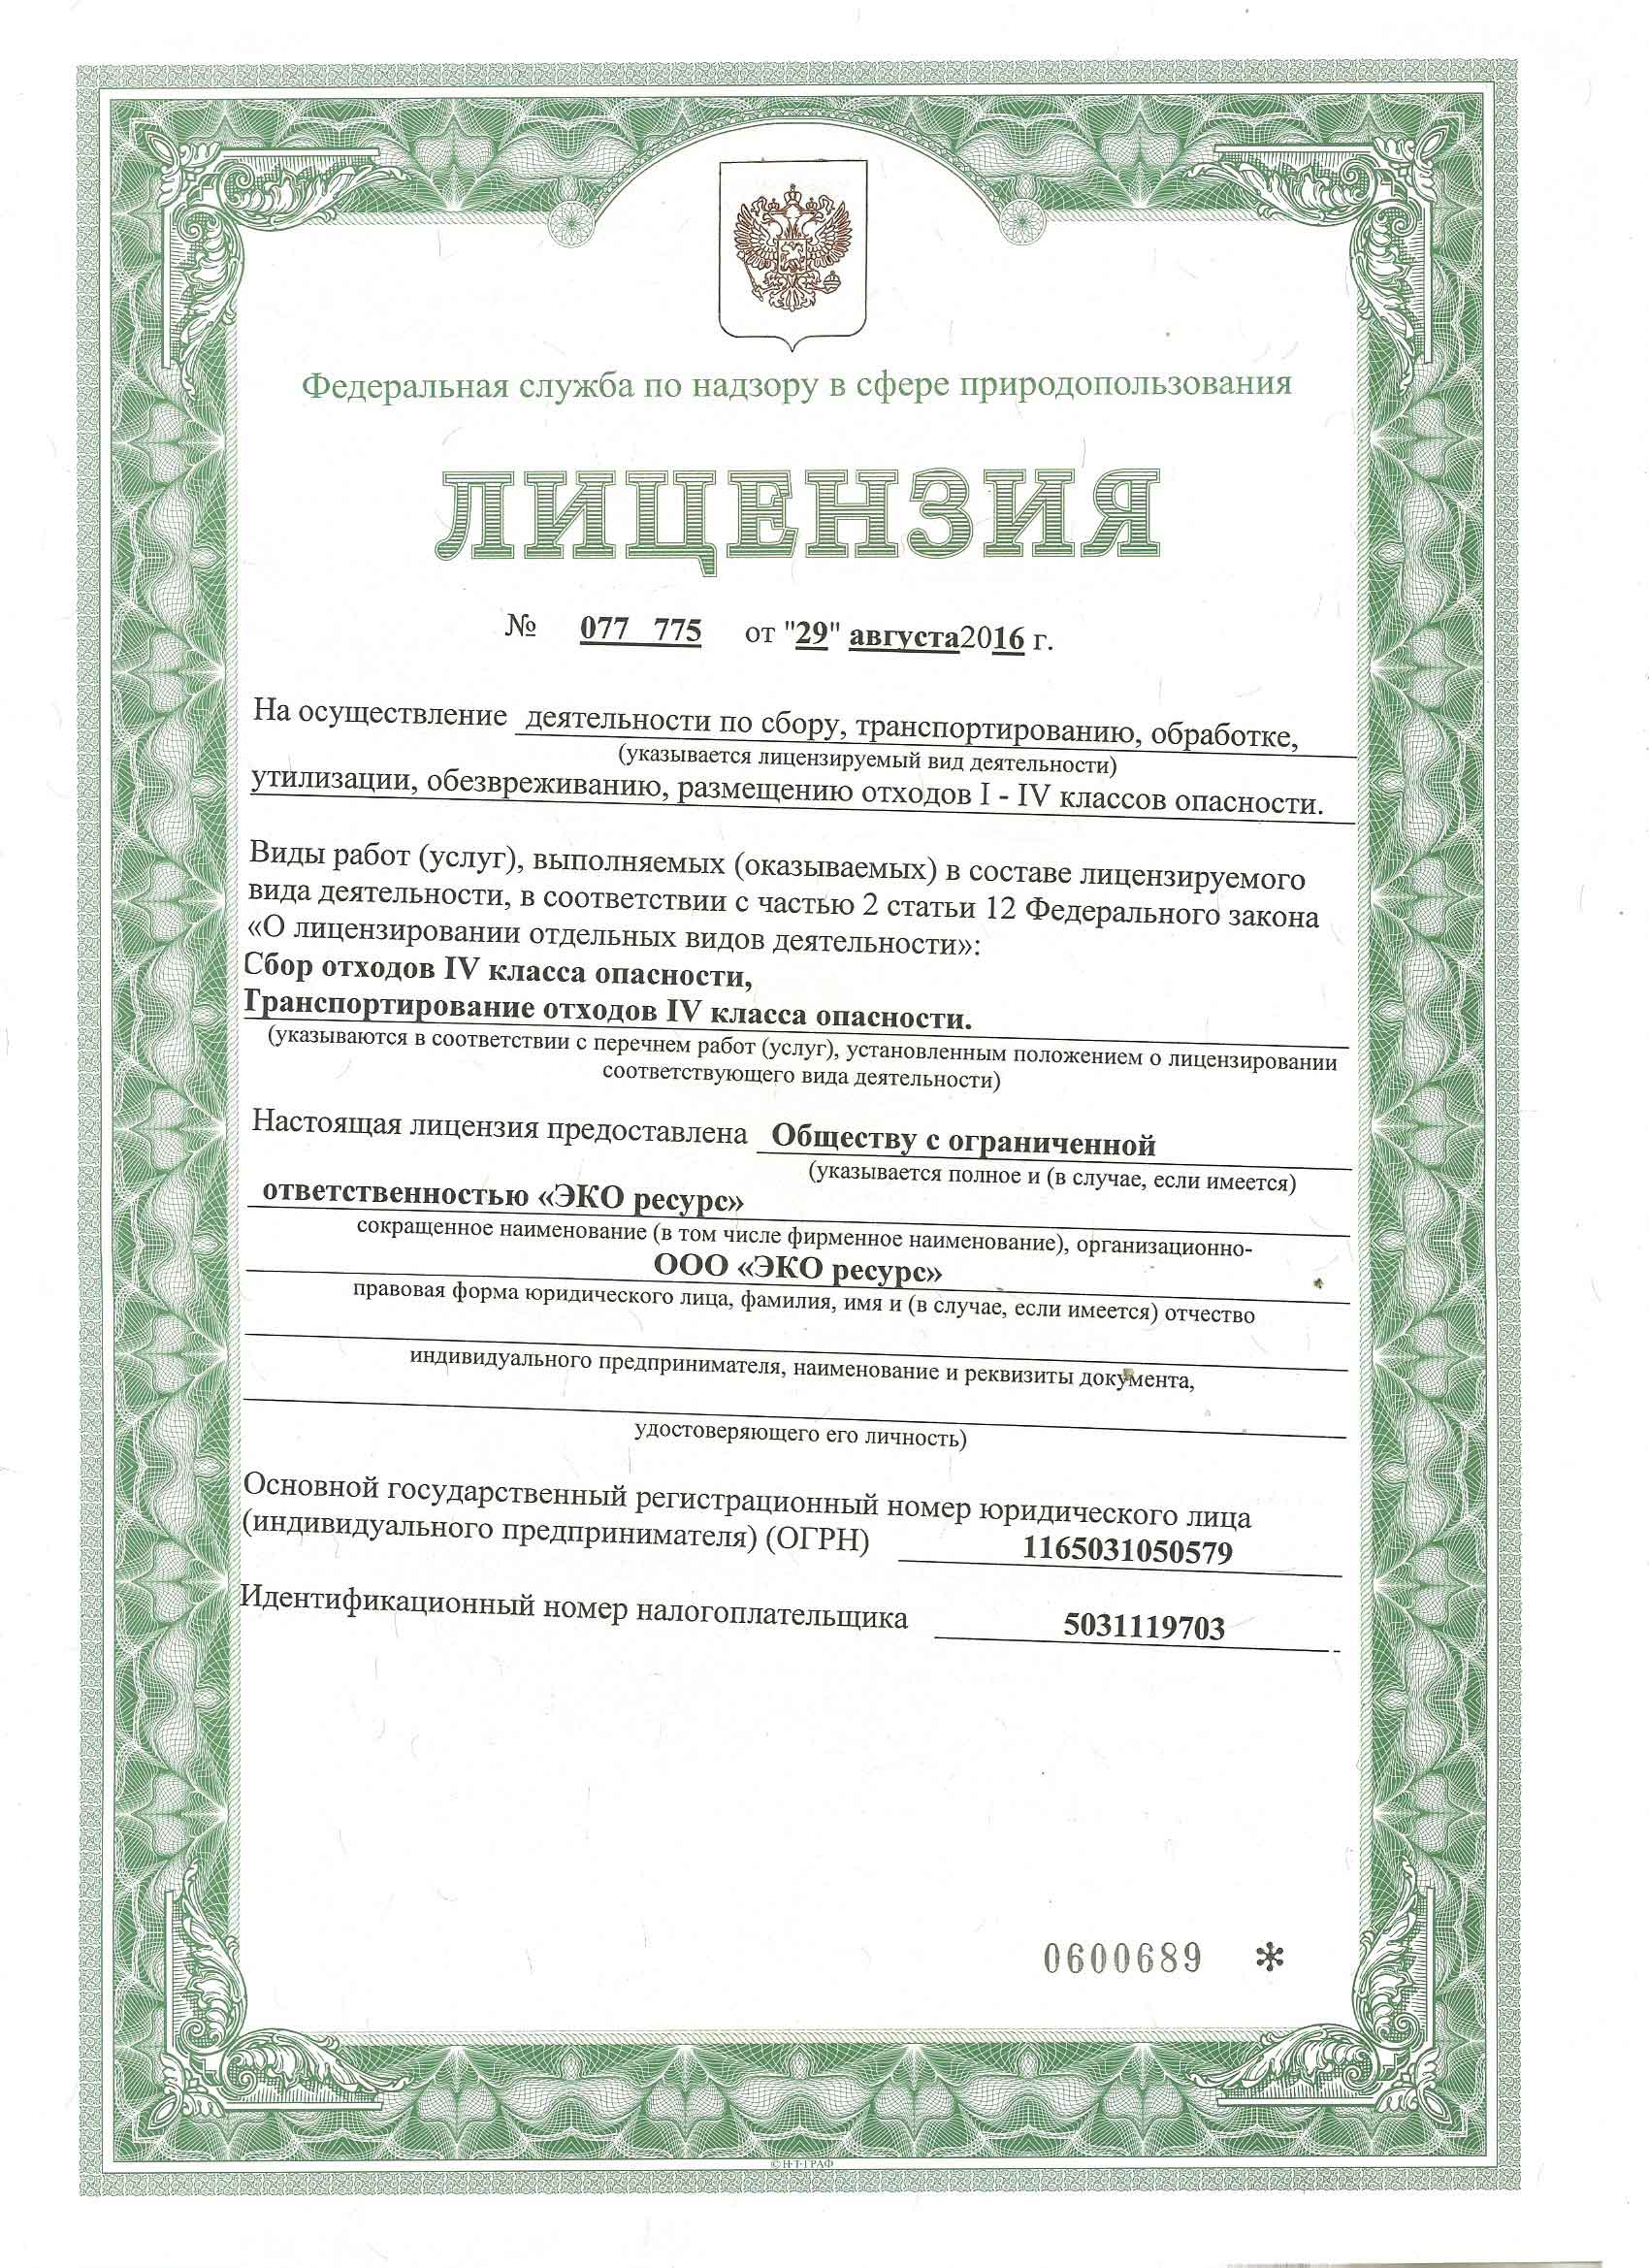 Федеральная служба по надзору в сфере природопользования
ЛИЦЕНЗИЯ
№ 077 775 от "29" августа2016 г.
На осуществление деятельности по сбору, транспортированию, обработке,
(указывается лицензируемый вид деятельности)
утилизации, обезвреживанию, размещению отходов I - IV классов опасности.
Виды работ (услуг), выполняемых (оказываемых) в составе лицензируемого
вида деятельности, в соответствии с частью 2 статьи 12 Федерального закона
«О лицензировании отдельных видов деятельности»:
Сбор отходов IV класса опасности,
Транспортирование отходов IV класса опасности.
(указываются в соответствии с перечнем работ (услуг), установленным положением о лицензировании
соответствующего вида деятельности)
Настоящая лицензия предоставлена Обществу с ограниченной
(указывается полное и (в случае, если имеется)
ответственностью «ЭКО ресурс»
сокращенное наименование (в том числе фирменное наименование), организационно-
ООО «ЭКО ресурс»
правовая форма юридического лица, фамилия, имя и (в случае, если имеется) отчество
индивидуального предпринимателя, наименование и реквизиты документа,
удостоверяющего его личность)
Основной государственный регистрационный номер юридического лица
(индивидуального предпринимателя) (ОГРН) 1165031050579
Идентификационный номер налогоплательщика 5031119703
0600689 *
©Н·Т·ГРАФ